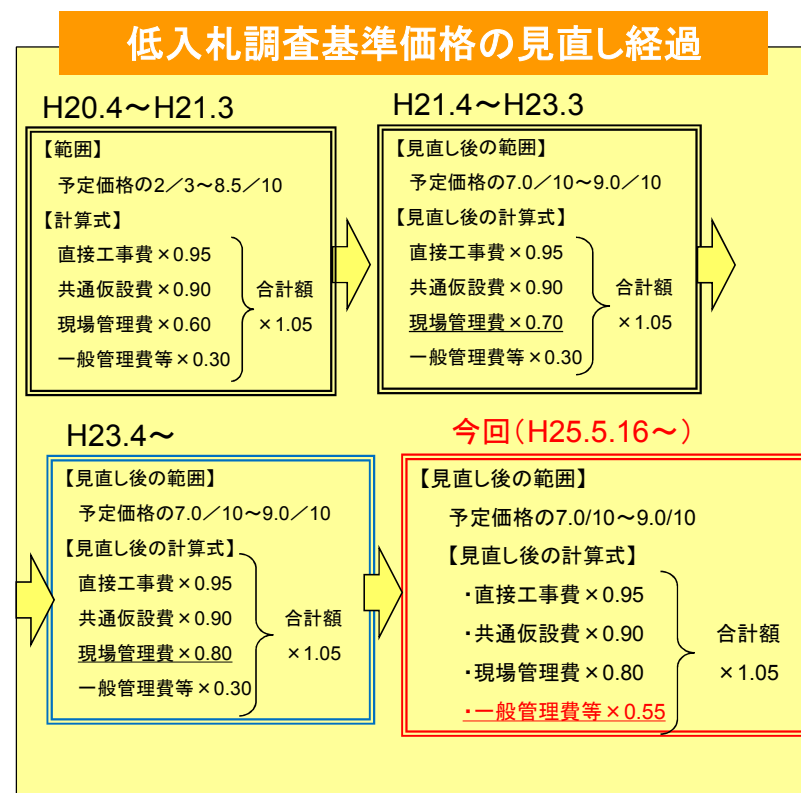 低入札調査基準価格の見直し経過
H20.4～H21.3
【範囲】
予定価格の2／3～8.5／10
【計算式】
直接工事費×0.95
共通仮設費×0.90
現場管理費×0.60
一般管理費等×0.30
合計額
×1.05
H21.4～H23.3
【見直し後の範囲】
予定価格の7.0／10～9.0／10
【見直し後の計算式】
直接工事費×0.95
共通仮設費×0.90
現場管理費×0.70
一般管理費等×0.30
合計額
×1.05
H23.4～
【見直し後の範囲】
予定価格の7.0／10～9.0／10
【見直し後の計算式】
直接工事費×0.95
共通仮設費×0.90
現場管理費×0.80
一般管理費等×0.30
合計額
×1.05
今回（H25.5.16～）
【見直し後の範囲】
予定価格の7.0/10～9.0/10
【見直し後の計算式】
・直接工事費×0.95
・共通仮設費×0.90
・現場管理費×0.80
・一般管理費等×0.55
合計額
×1.05